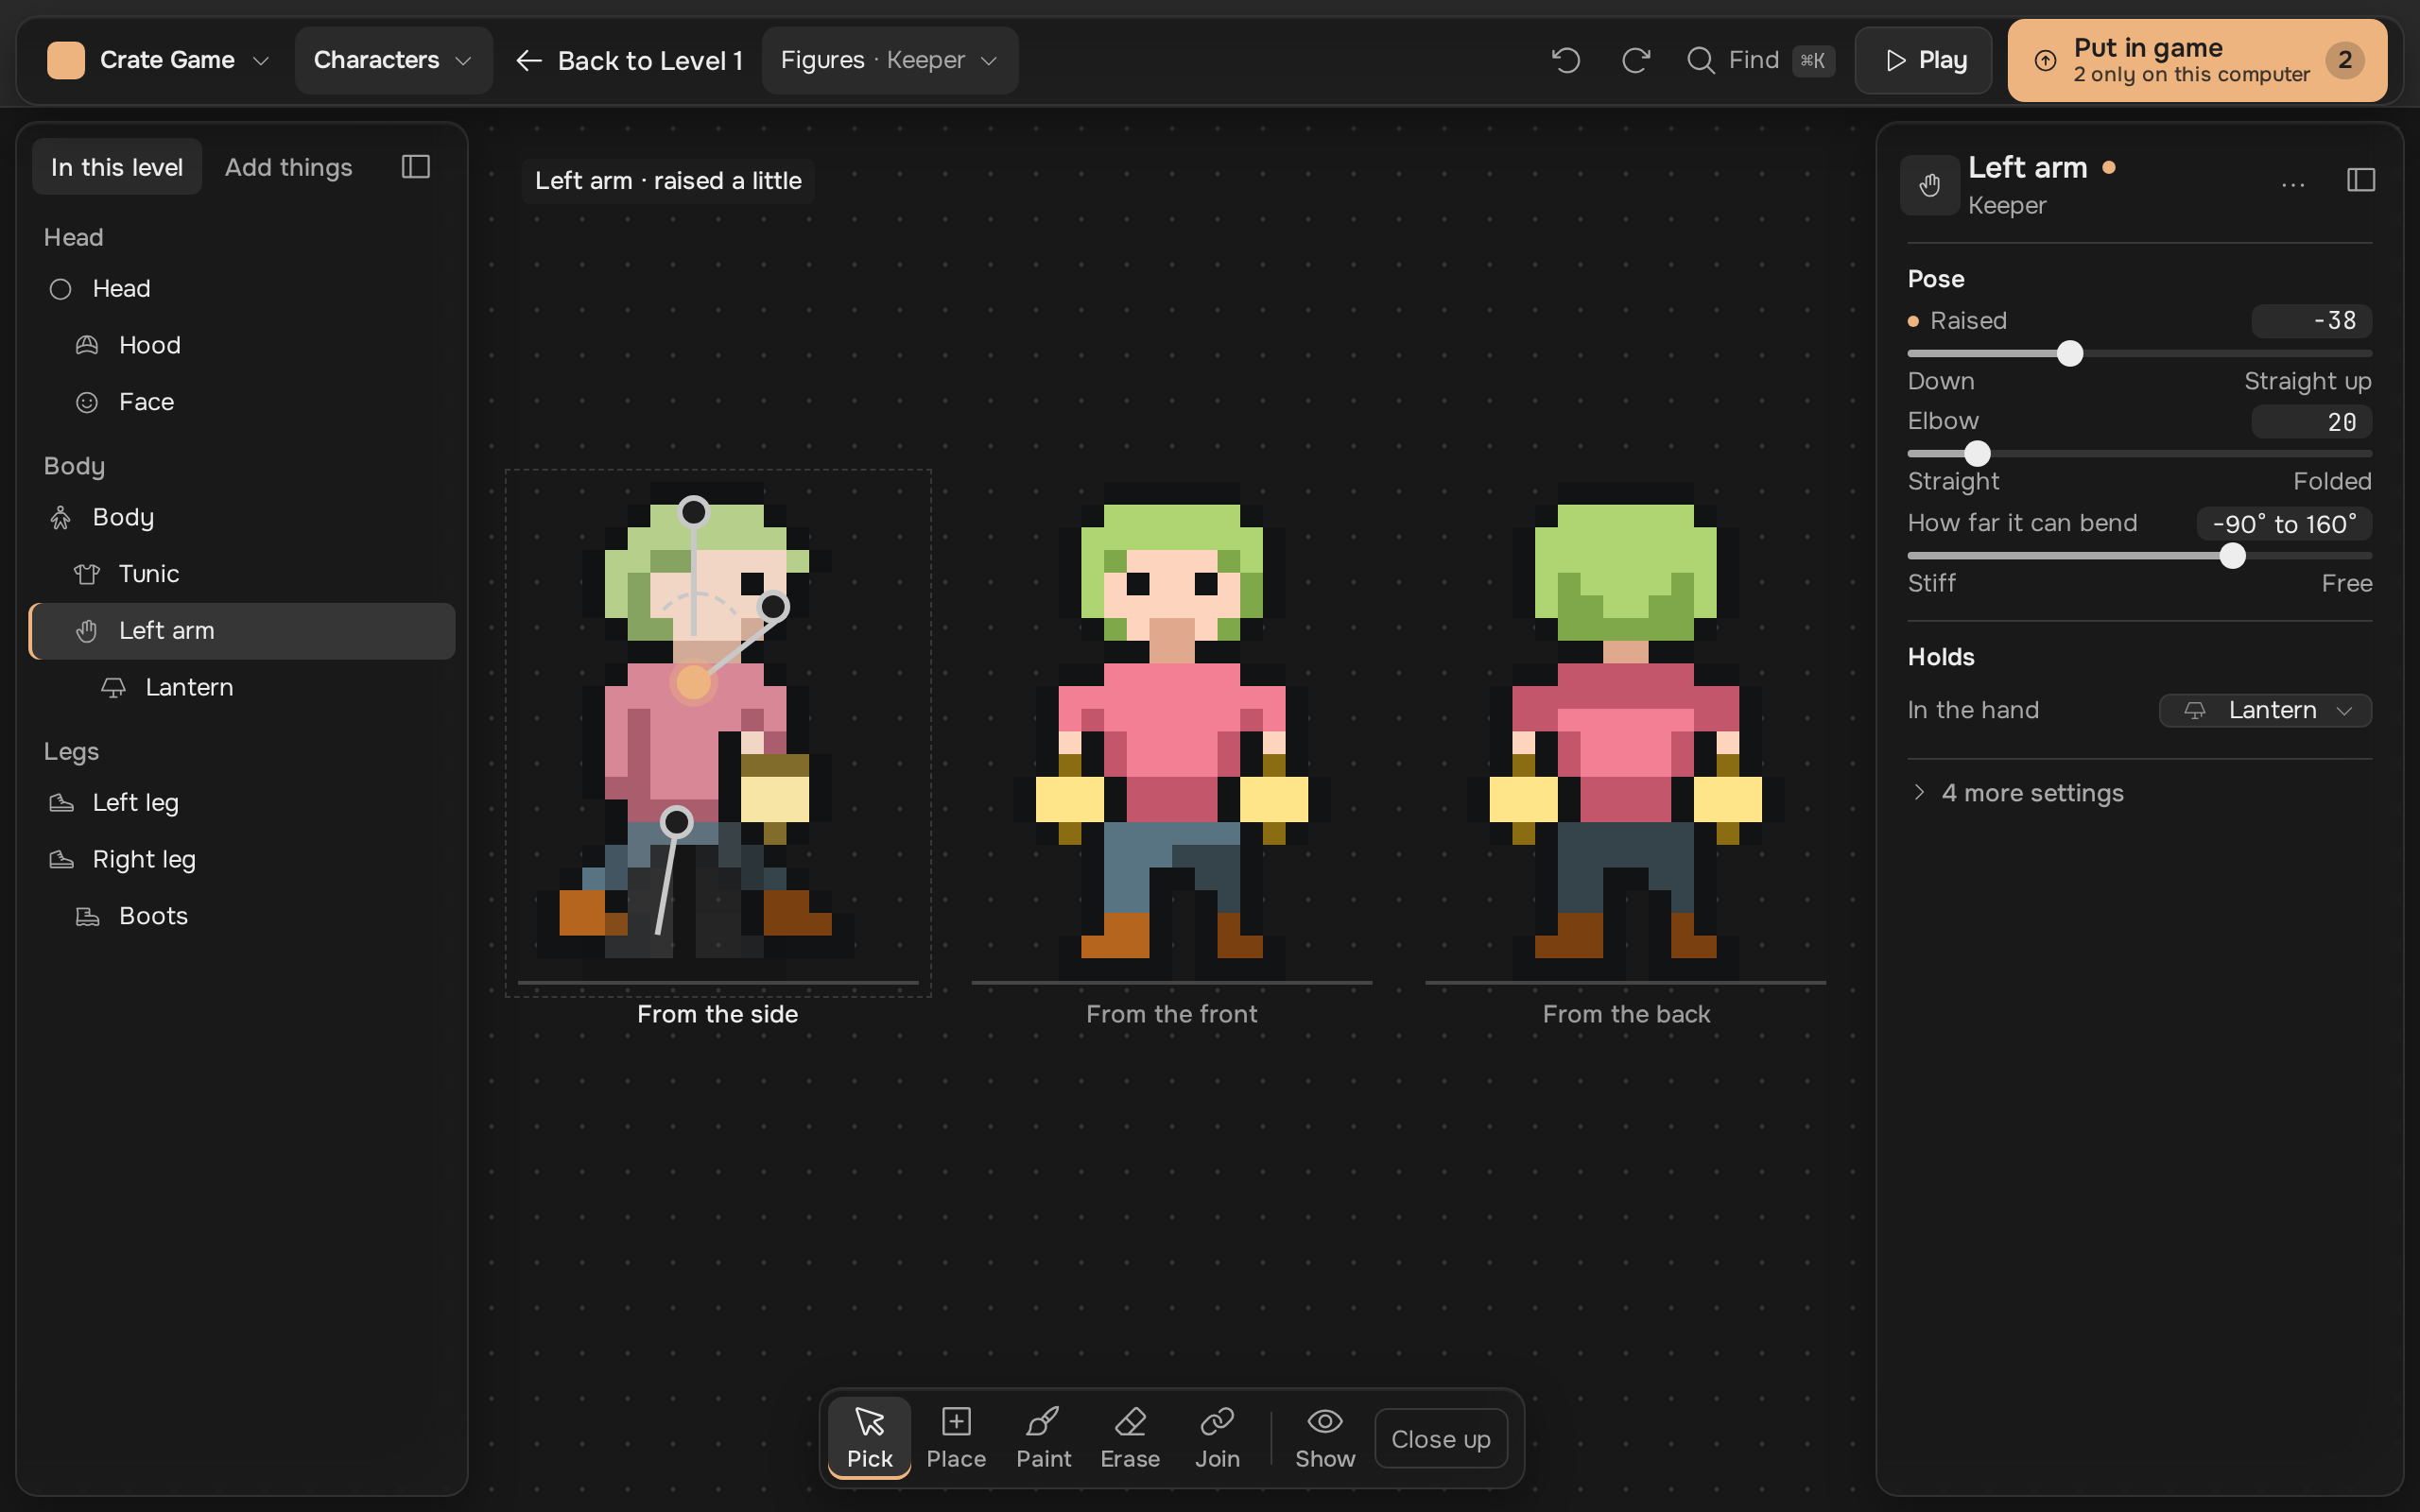 Crate Game
Characters
Back to Level 1
Figures · Keeper
Find ⌘K
Play
Put in game
2 only on this computer
2
In this level
Add things
Head
Head
Hood
Face
Body
Body
Tunic
Left arm
Lantern
Legs
Left leg
Right leg
Boots
Left arm · raised a little
From the side
From the front
From the back
Left arm
Keeper
...
Pose
Raised -38
Down Straight up
Elbow 20
Straight Folded
How far it can bend -90° to 160°
Stiff Free
Holds
In the hand Lantern
4 more settings
Pick
Place
Paint
Erase
Join
Show
Close up